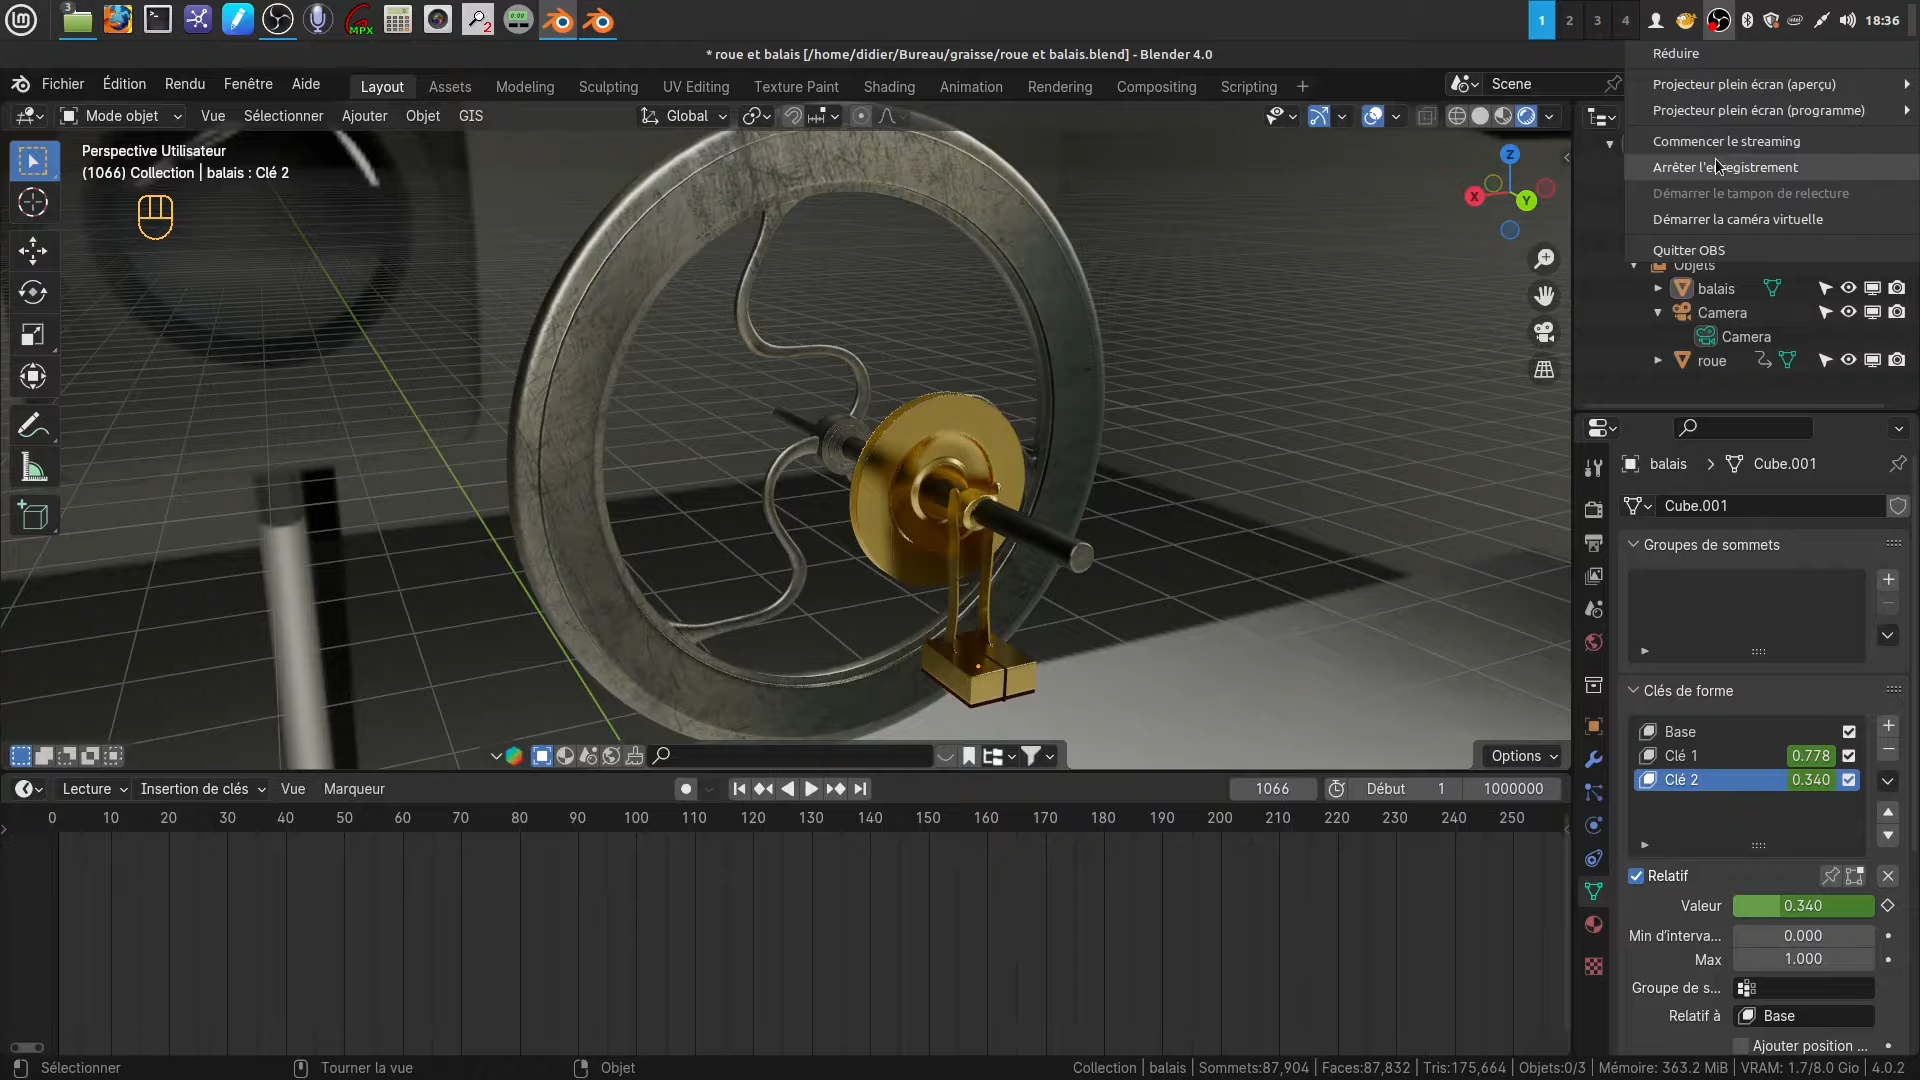 3
MPX
2
0:00
1
2
3
4
18:36
* roue et balais [/home/didier/Bureau/graisse/roue et balais.blend] - Blender 4.0
Réduire
Fichier
Édition
Rendu
Fenêtre
Aide
Layout
Assets
Modeling
Sculpting
UV Editing
Texture Paint
Shading
Animation
Rendering
Compositing
Scripting
Scene
Projecteur plein écran (aperçu)
Projecteur plein écran (programme)
Mode objet
Vue
Sélectionner
Ajouter
Objet
GIS
Global
Commencer le streaming
Arrêter l'enregistrement
Démarrer le tampon de relecture
Démarrer la caméra virtuelle
Quitter OBS
Perspective Utilisateur
(1066) Collection | balais : Clé 2
Z
X
Y
Objets
balais
Camera
Camera
roue
balais
Cube.001
Cube.001
Groupes de sommets
Clés de forme
Base
Clé 1
0.778
Clé 2
0.340
Relatif
Valeur
0.340
Min d'interva...
0.000
Max
1.000
Groupe de s...
Relatif à
Base
Ajouter position ...
Options
Lecture
Insertion de clés
Vue
Marqueur
1066
Début
1
1000000
0 10 20 30 40 50 60 70 80 90 100 110 120 130 140 150 160 170 180 190 200 210 220 230 240 250
Sélectionner
Tourner la vue
Objet
Collection | balais | Sommets:87,904 | Faces:87,832 | Tris:175,664 | Objets:0/3 | Mémoire: 363.2 MiB | VRAM: 1.7/8.0 Gio | 4.0.2